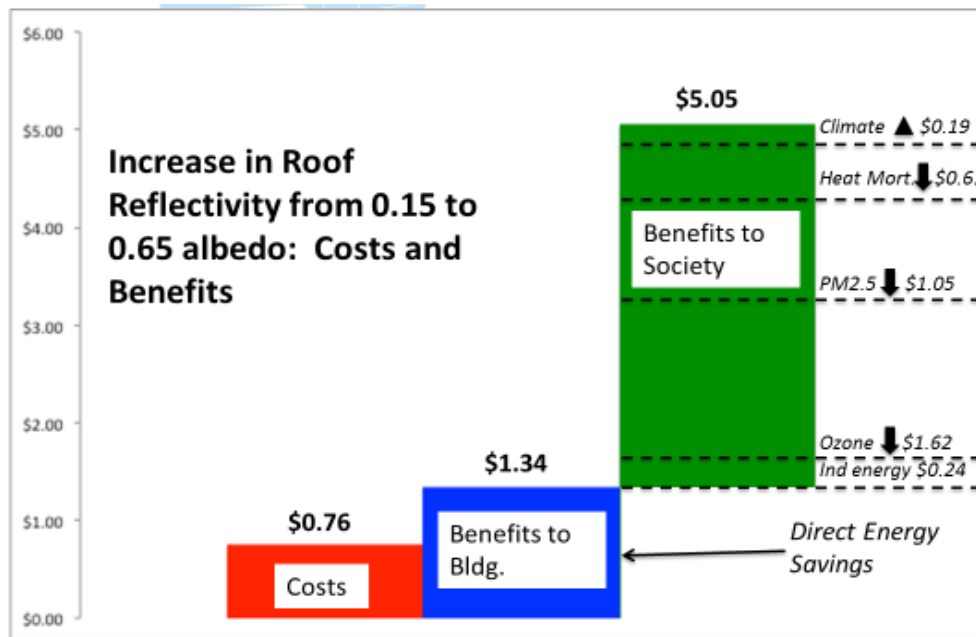 $6.00
$5.00
$4.00
$3.00
$2.00
$1.00
$0.00
Increase in Roof
Reflectivity from 0.15 to
0.65 albedo: Costs and
Benefits
$0.76
Costs
$1.34
Benefits to
Bldg.
$5.05
Benefits to
Society
Climate ▲ $0.19
Heat Mort. $0.6
PM2.5 $1.05
Ozone $1.62
Ind energy $0.24
Direct Energy
Savings